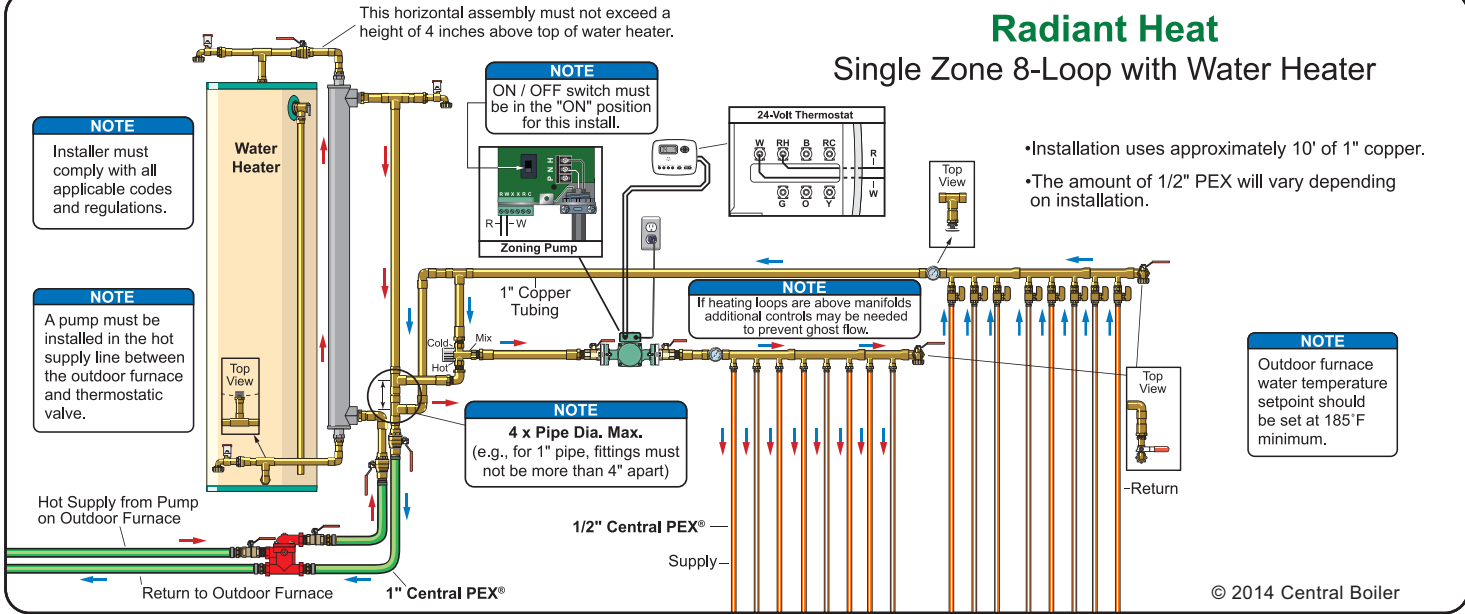 This horizontal assembly must not exceed a
height of 4 inches above top of water heater.
Radiant Heat
Single Zone 8-Loop with Water Heater
NOTE
ON / OFF switch must
be in the "ON" position
for this install.
NOTE
Installer must
comply with all
applicable codes
and regulations.
Water
Heater
P N H
R W X X R C
R
W
Zoning Pump
24-Volt Thermostat
W RH B RC
G O Y
R
W
•Installation uses approximately 10' of 1" copper.
•The amount of 1/2" PEX will vary depending
on installation.
Top
View
NOTE
A pump must be
installed in the hot
supply line between
the outdoor furnace
and thermostatic
valve.
Top
View
1" Copper
Tubing
NOTE
If heating loops are above manifolds
additional controls may be needed
to prevent ghost flow.
Cold
Mix
Hot
NOTE
4 x Pipe Dia. Max.
(e.g., for 1" pipe, fittings must
not be more than 4" apart)
Top
View
NOTE
Outdoor furnace
water temperature
setpoint should
be set at 185˚F
minimum.
Return
Hot Supply from Pump
on Outdoor Furnace
Return to Outdoor Furnace
1" Central PEX®
1/2" Central PEX®
Supply
© 2014 Central Boiler